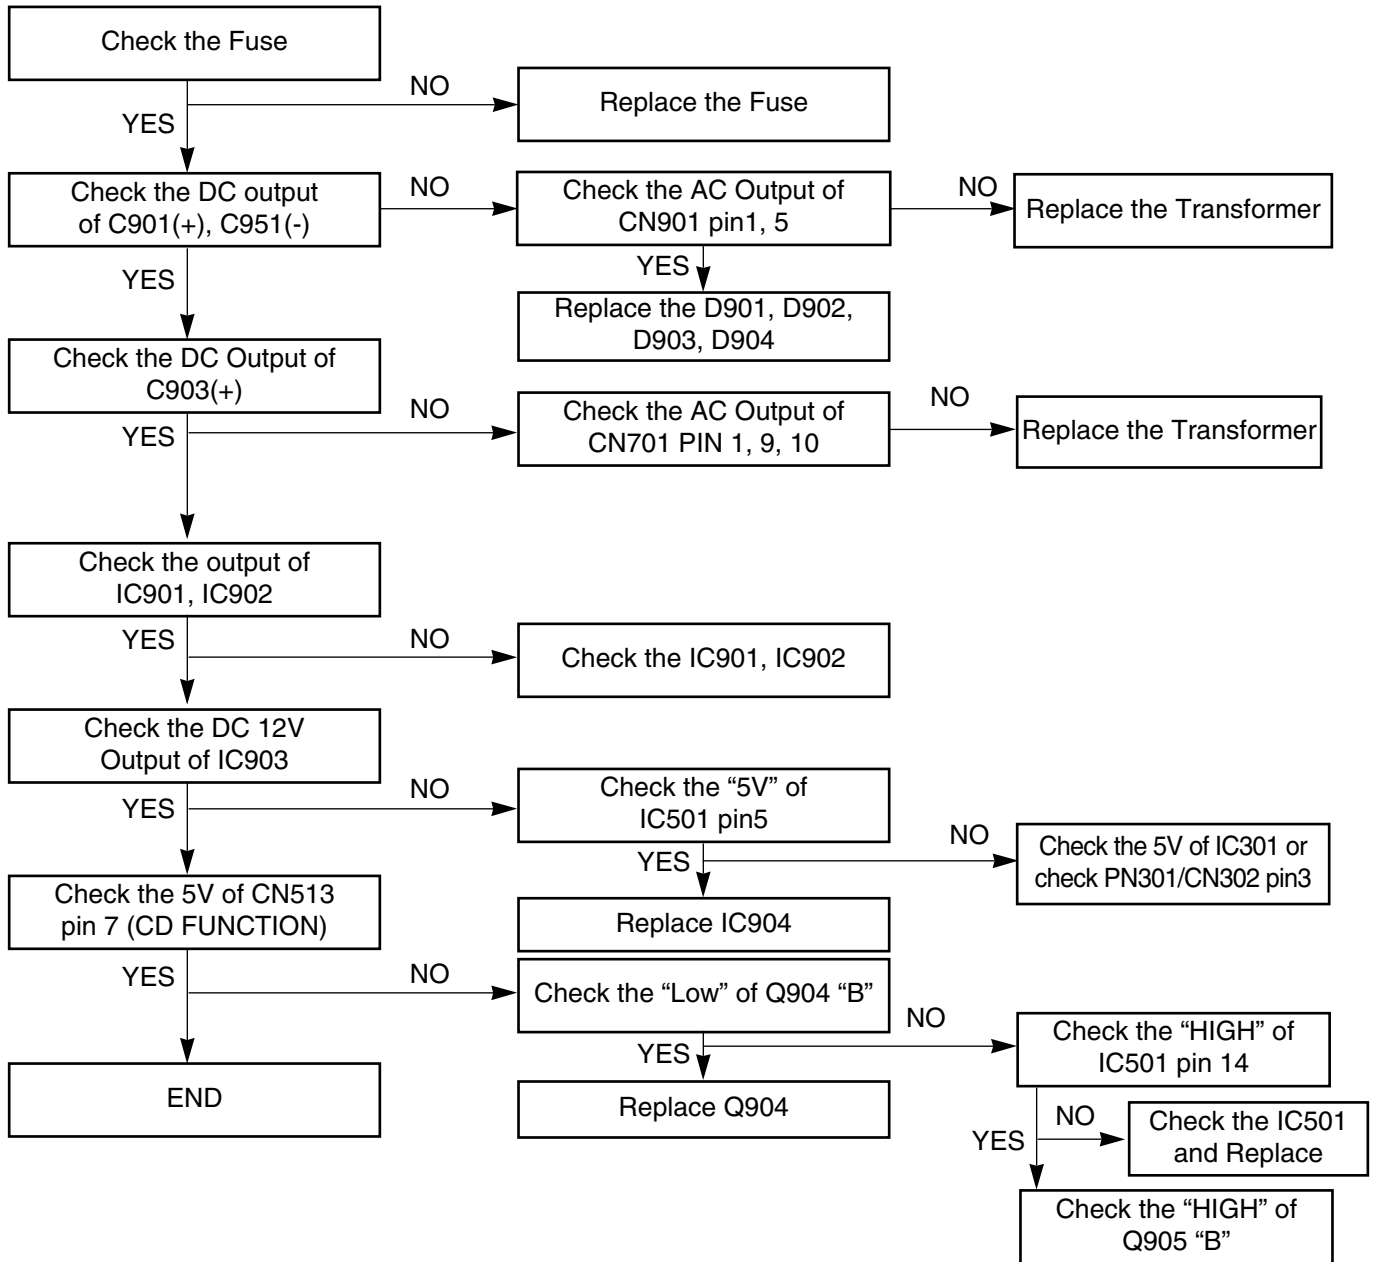 Check the Fuse
NO
YES
Replace the Fuse
Check the DC output
of C901(+), C951(-)
NO
Check the AC Output of
CN901 pin1, 5
NO
Replace the Transformer
YES
YES
Replace the D901, D902,
D903, D904
Check the DC Output of
C903(+)
YES
NO
Check the AC Output of
CN701 PIN 1, 9, 10
NO
Replace the Transformer
Check the output of
IC901, IC902
YES
NO
Check the IC901, IC902
Check the DC 12V
Output of IC903
YES
NO
Check the “5V” of
IC501 pin5
YES
NO
Check the 5V of IC301 or
check PN301/CN302 pin3
Replace IC904
Check the 5V of CN513
pin 7 (CD FUNCTION)
YES
NO
Check the “Low” of Q904 “B”
YES
NO
Check the “HIGH” of
IC501 pin 14
END
Replace Q904
YES
NO
Check the IC501
and Replace
Check the “HIGH” of
Q905 “B”